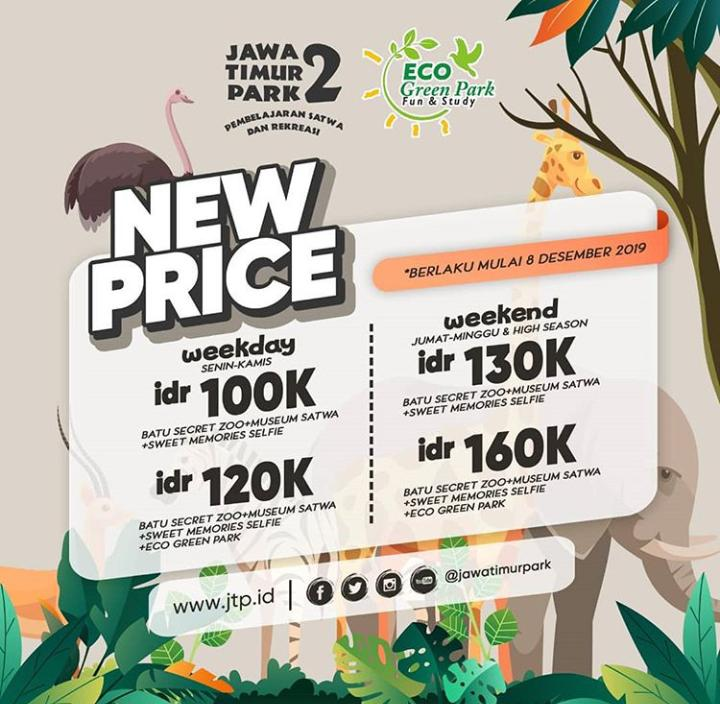 JAWA
TIMUR
PARK 2
PEMBELAJARAN SATWA
DAN REKREASI
ECO
Green Park
Fun & Study
NEW
PRICE
*BERLAKU MULAI 8 DESEMBER 2019
weekday
SENIN-KAMIS
idr 100K
BATU SECRET ZOO+MUSEUM SATWA
+SWEET MEMORIES SELFIE
idr 120K
BATU SECRET ZOO+MUSEUM SATWA
+SWEET MEMORIES SELFIE
+ECO GREEN PARK
weekend
JUMAT-MINGGU & HIGH SEASON
idr 130K
BATU SECRET ZOO+MUSEUM SATWA
+SWEET MEMORIES SELFIE
idr 160K
BATU SECRET ZOO+MUSEUM SATWA
+SWEET MEMORIES SELFIE
+ECO GREEN PARK
www.jtp.id | @jawatimurpark